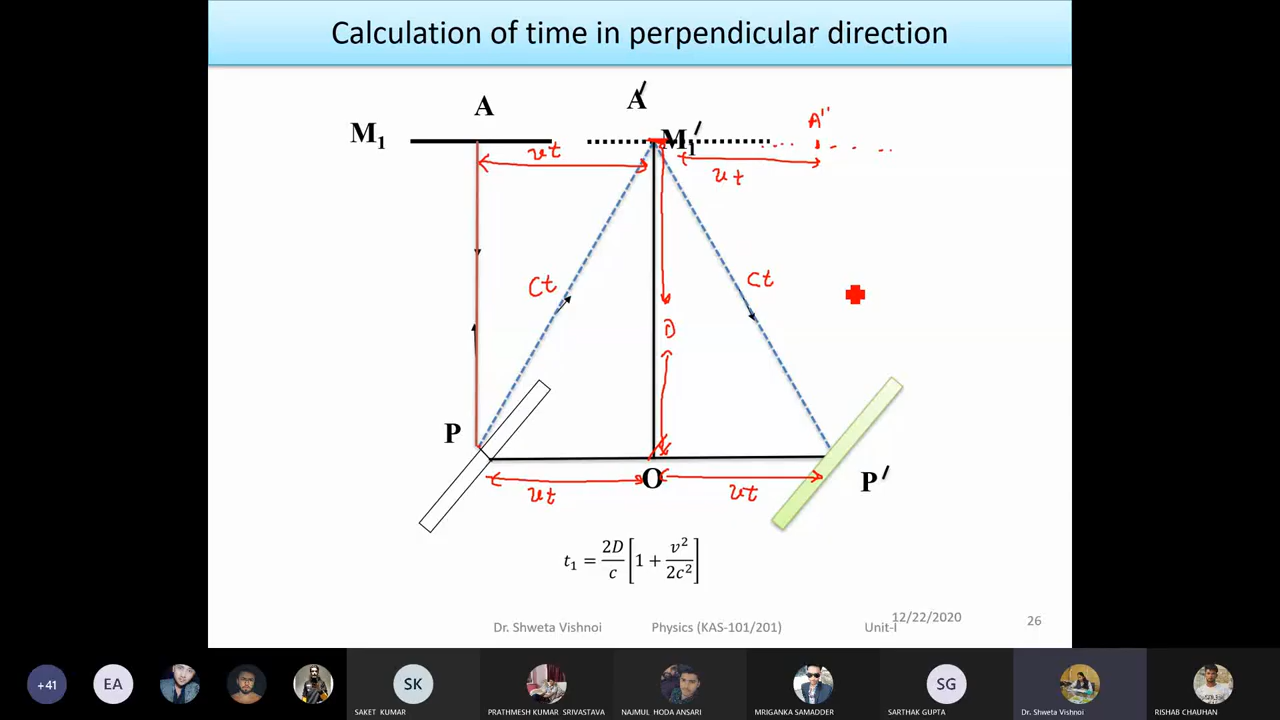 Calculation of time in perpendicular direction
A
A′
A''
M₁
M₁′
vt
vt
Ct
Ct
D
P
O
P′
vt
vt
t₁ = 2D/c [1 + v²/2c²]
12/22/2020
Dr. Shweta Vishnoi
Physics (KAS-101/201)
Unit-I
26
+41
EA
SK
SG
SAKET KUMAR
PRATHMESH KUMAR SRIVASTAVA
NAJMUL HODA ANSARI
MRIGANKA SAMADDER
SARTHAK GUPTA
Dr. Shweta Vishnoi
RISHAB CHAUHAN